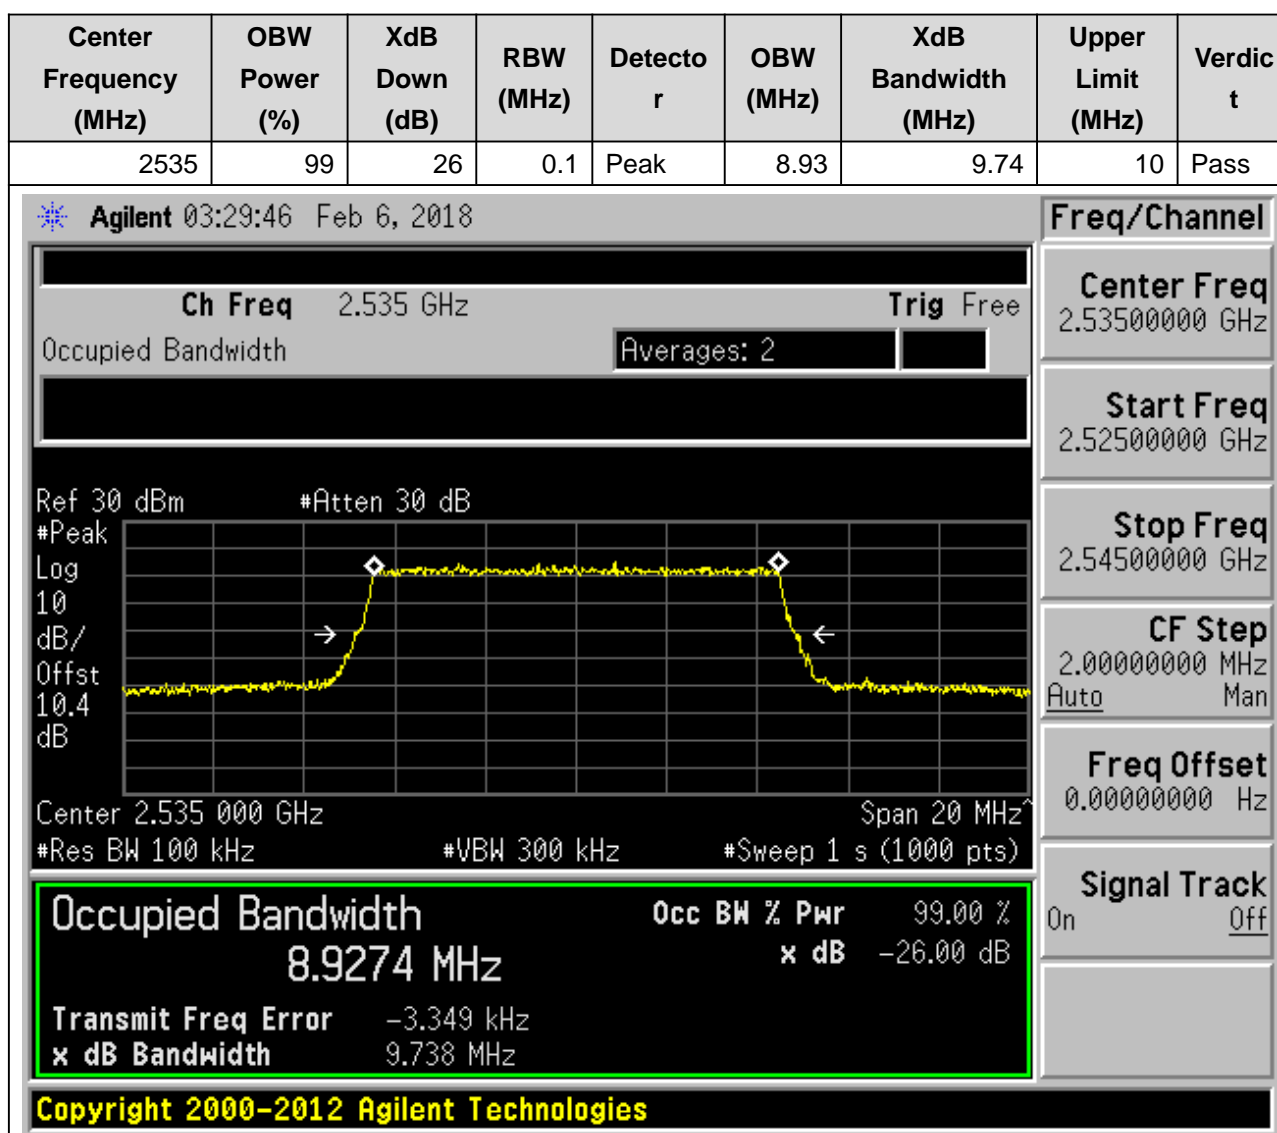 Center Frequency (MHz) OBW Power (%) XdB Down (dB) RBW (MHz) Detecto r OBW (MHz) XdB Bandwidth (MHz) Upper Limit (MHz) Verdic t
2535 99 26 0.1 Peak 8.93 9.74 10 Pass
Agilent 03:29:46 Feb 6, 2018
Ch Freq 2.535 GHz Trig Free
Occupied Bandwidth Averages: 2
Ref 30 dBm #Atten 30 dB
#Peak
Log
10
dB/
Offst
10.4
dB
Center 2.535 000 GHz Span 20 MHz^
#Res BW 100 kHz #VBW 300 kHz #Sweep 1 s (1000 pts)
Occupied Bandwidth Occ BW % Pwr 99.00 %
8.9274 MHz x dB -26.00 dB
Transmit Freq Error -3.349 kHz
x dB Bandwidth 9.738 MHz
Copyright 2000-2012 Agilent Technologies
Freq/Channel
Center Freq
2.53500000 GHz
Start Freq
2.52500000 GHz
Stop Freq
2.54500000 GHz
CF Step
2.00000000 MHz
Auto Man
Freq Offset
0.00000000 Hz
Signal Track
On Off